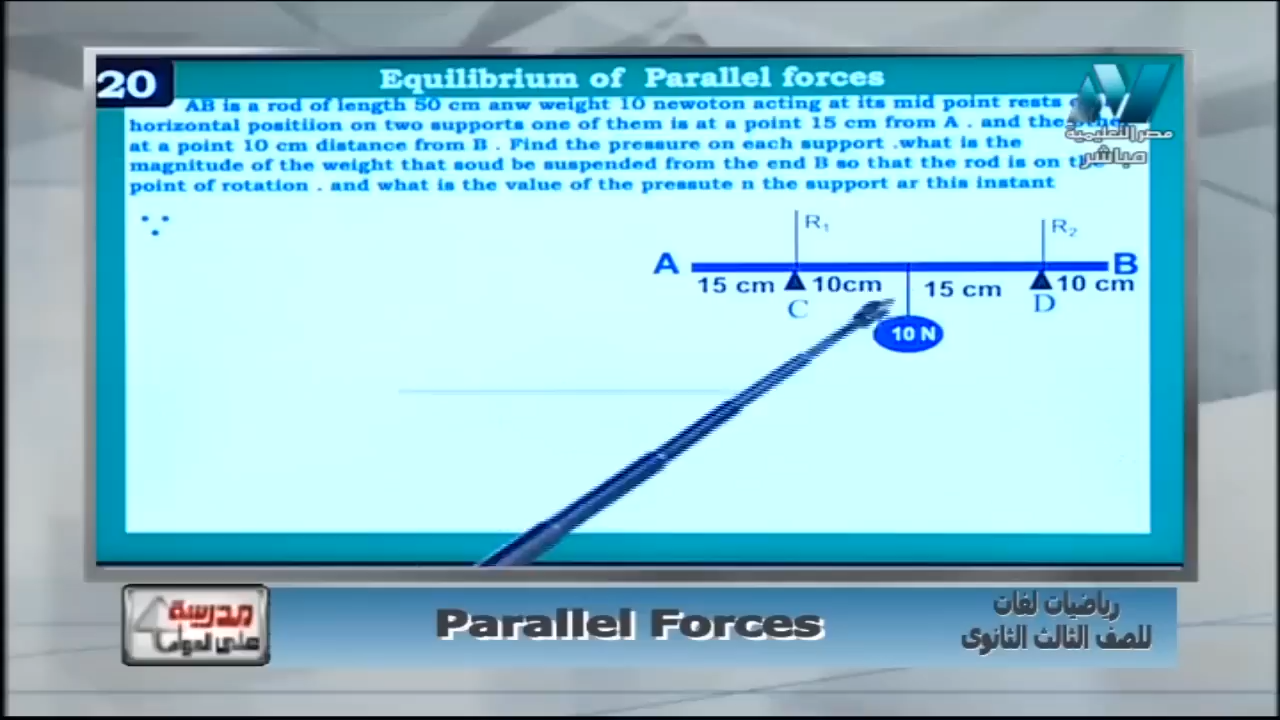 20
Equilibrium of Parallel forces
AB is a rod of length 50 cm anw weight 10 newoton acting at its mid point rests
horizontal positiion on two supports one of them is at a point 15 cm from A . and
at a point 10 cm distance from B . Find the pressure on each support .what is the
magnitude of the weight that soud be suspended from the end B so that the rod is on
point of rotation . and what is the value of the pressute n the support ar this instant
مصر التعليمية
مباشر
R₁
R₂
A
B
15 cm
10cm
15 cm
10 cm
C
D
10 N
مدرسة
على الهواء
Parallel Forces
رياضيات لغات
للصف الثالث الثانوى